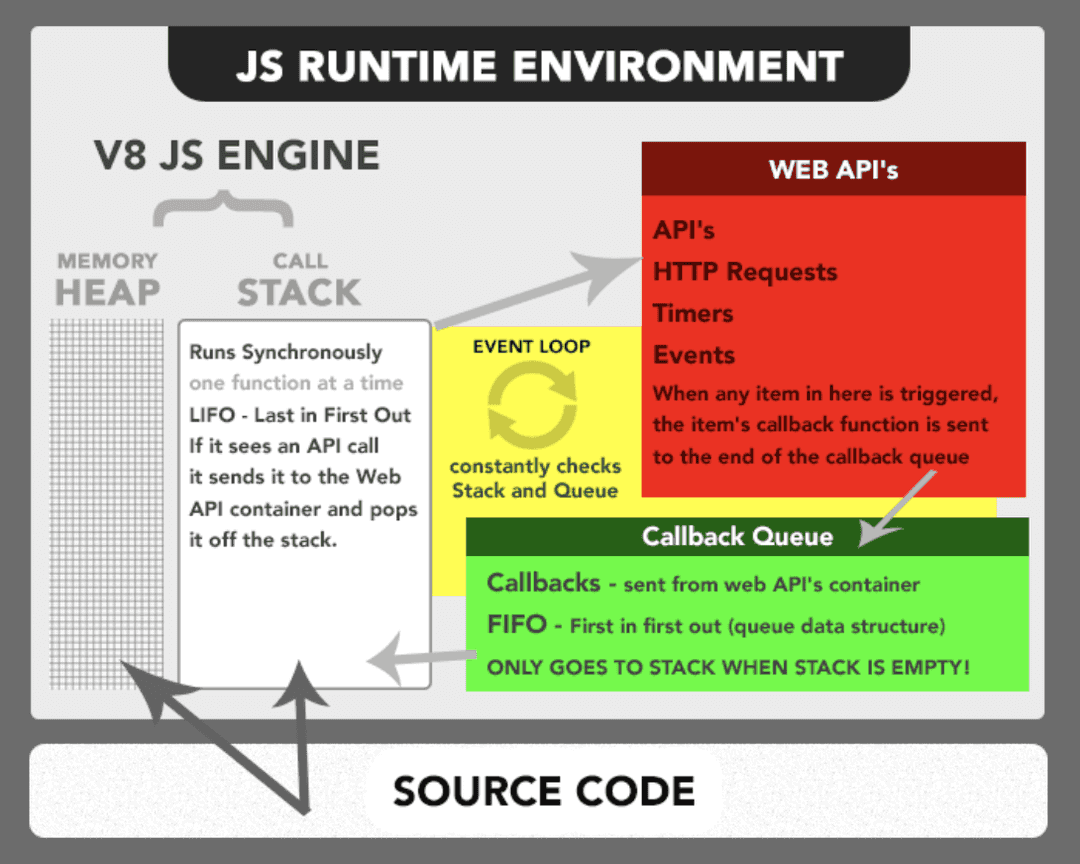 JS RUNTIME ENVIRONMENT
V8 JS ENGINE
MEMORY
HEAP
CALL
STACK
Runs Synchronously
one function at a time
LIFO - Last in First Out
If it sees an API call
it sends it to the Web
API container and pops
it off the stack.
EVENT LOOP
constantly checks
Stack and Queue
WEB API's
API's
HTTP Requests
Timers
Events
When any item in here is triggered,
the item's callback function is sent
to the end of the callback queue
Callback Queue
Callbacks - sent from web API's container
FIFO - First in first out (queue data structure)
ONLY GOES TO STACK WHEN STACK IS EMPTY!
SOURCE CODE